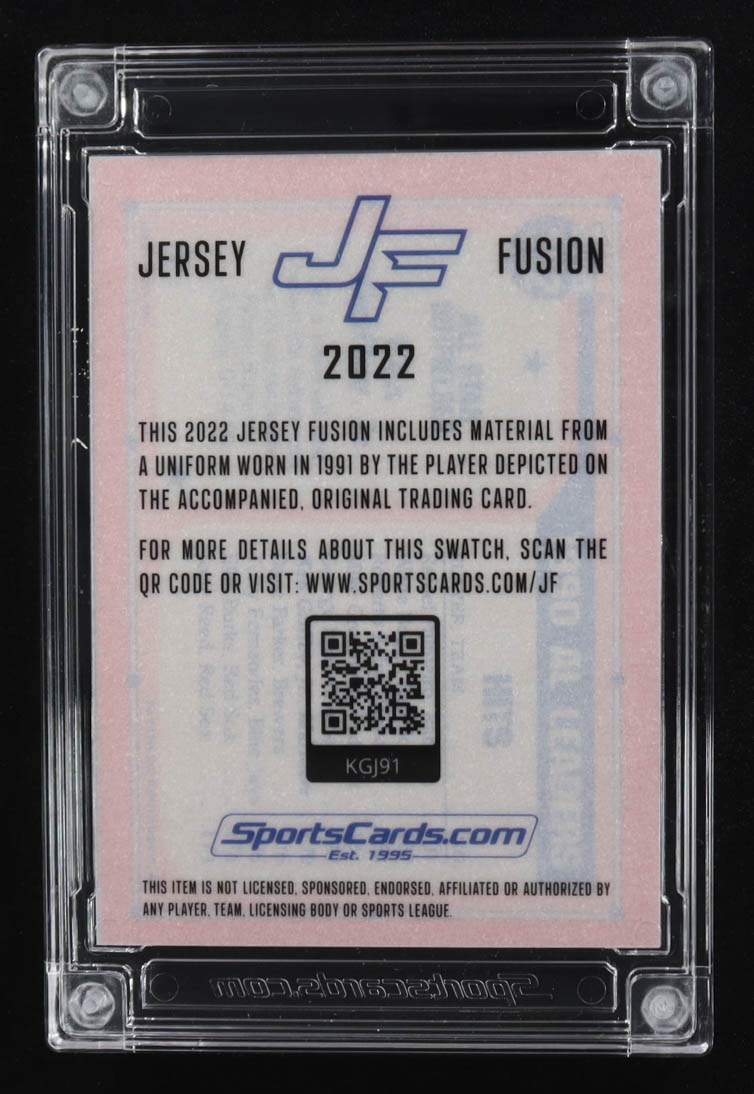 JERSEY JF FUSION
2022
THIS 2022 JERSEY FUSION INCLUDES MATERIAL FROM
A UNIFORM WORN IN 1991 BY THE PLAYER DEPICTED ON
THE ACCOMPANIED, ORIGINAL TRADING CARD.
FOR MORE DETAILS ABOUT THIS SWATCH, SCAN THE
QR CODE OR VISIT: WWW.SPORTSCARDS.COM/JF
KGJ91
SportsCards.com
Est. 1995
THIS ITEM IS NOT LICENSED, SPONSORED, ENDORSED, AFFILIATED OR AUTHORIZED BY
ANY PLAYER, TEAM, LICENSING BODY OR SPORTS LEAGUE.
Sportscards.com